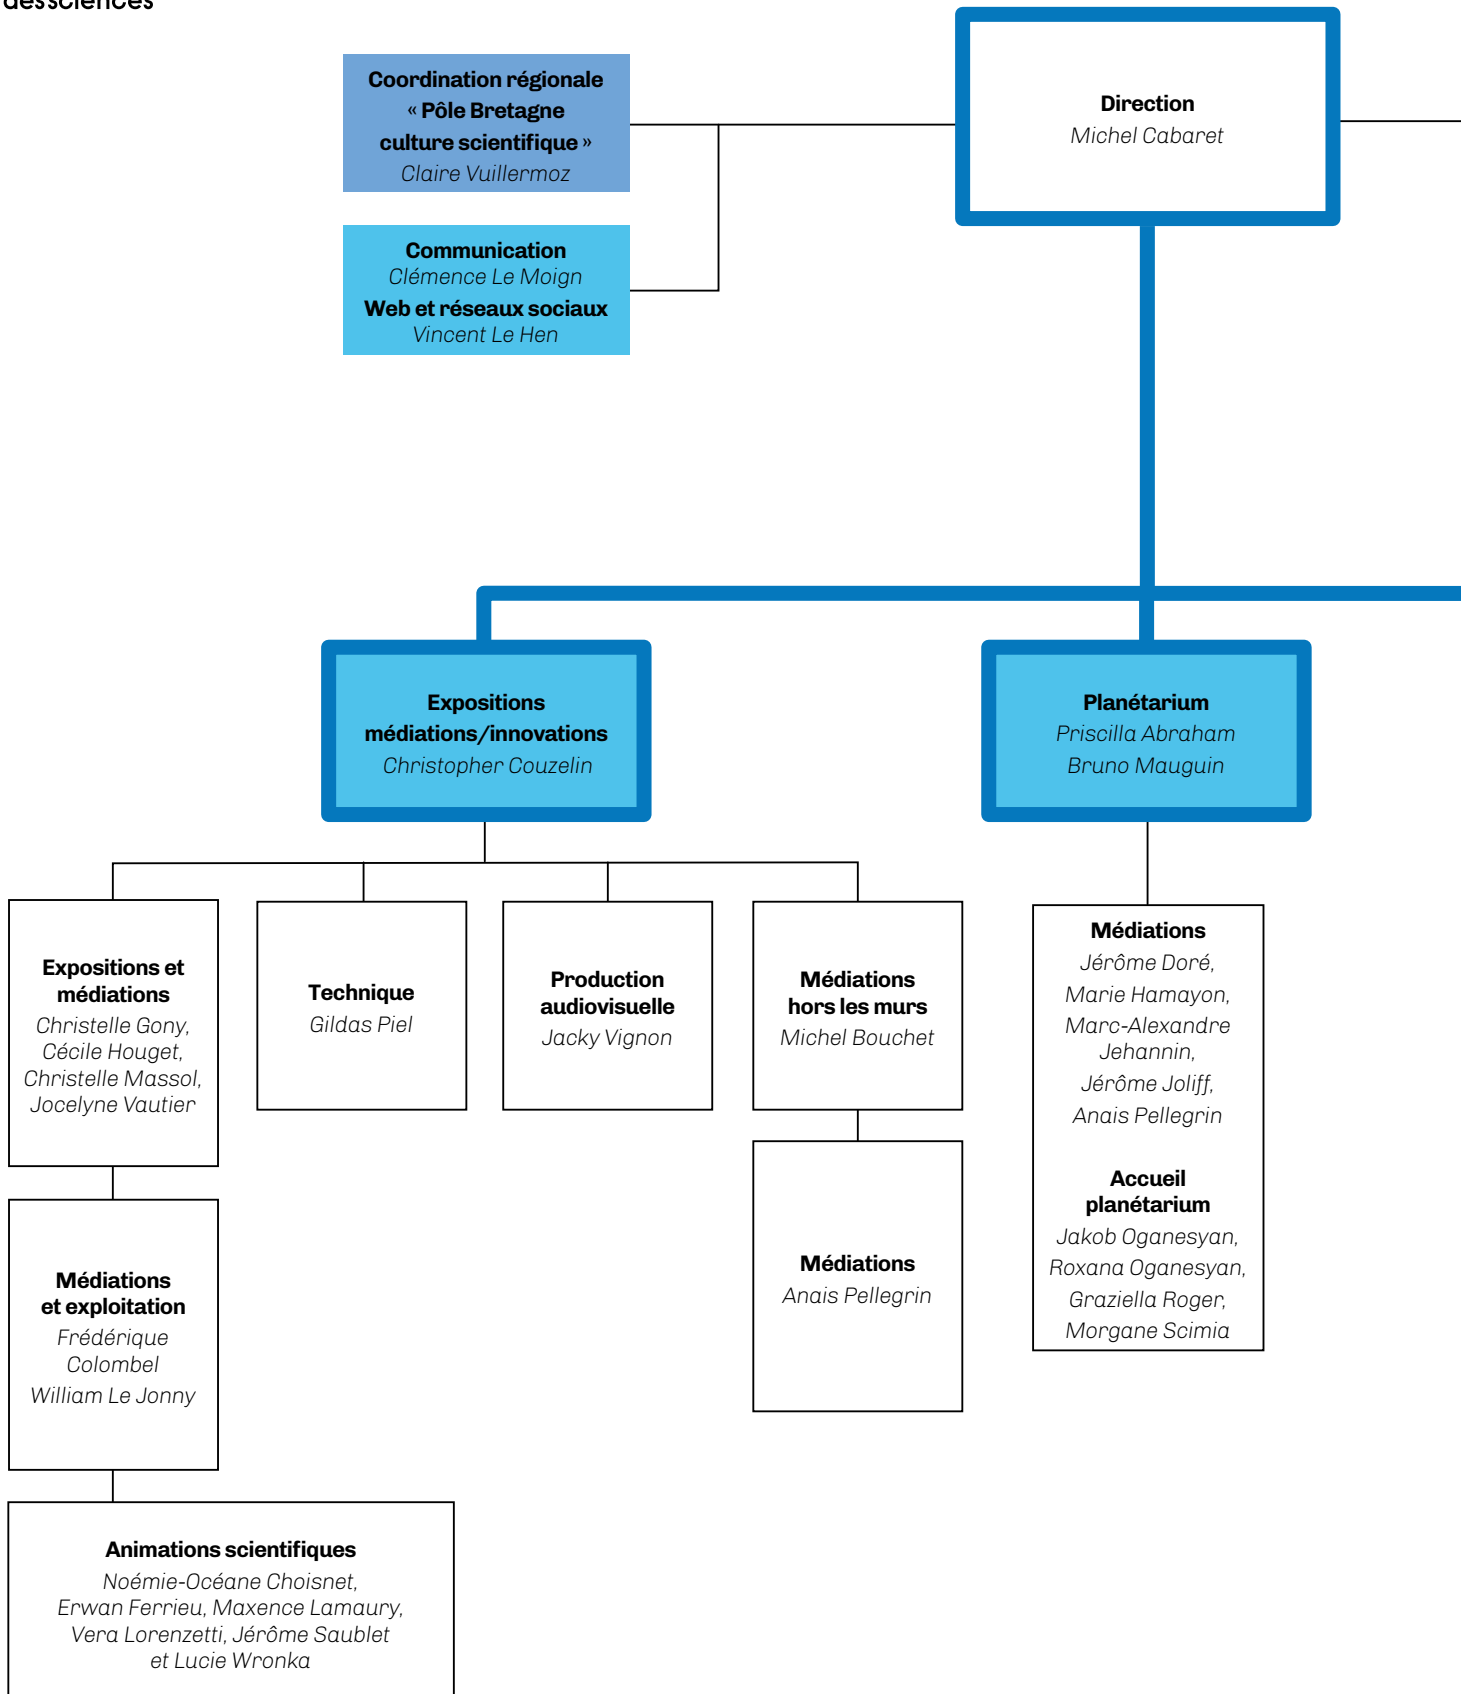 des sciences
Coordination régionale
« Pôle Bretagne
culture scientifique »
Claire Vuillermoz
Communication
Clémence Le Moign
Web et réseaux sociaux
Vincent Le Hen
Direction
Michel Cabaret
Expositions
médiations/innovations
Christopher Couzelin
Planétarium
Priscilla Abraham
Bruno Mauguin
Expositions et
médiations
Christelle Gony,
Cécile Houget,
Christelle Massol,
Jocelyne Vautier
Technique
Gildas Piel
Production
audiovisuelle
Jacky Vignon
Médiations
hors les murs
Michel Bouchet
Médiations
Jérôme Doré,
Marie Hamayon,
Marc-Alexandre
Jehannin,
Jérôme Joliff,
Anais Pellegrin
Accueil
planétarium
Jakob Oganesyan,
Roxana Oganesyan,
Graziella Roger,
Morgane Scimia
Médiations
et exploitation
Frédérique
Colombel
William Le Jonny
Médiations
Anais Pellegrin
Animations scientifiques
Noémie-Océane Choisnet,
Erwan Ferrieu, Maxence Lamaury,
Vera Lorenzetti, Jérôme Saublet
et Lucie Wronka